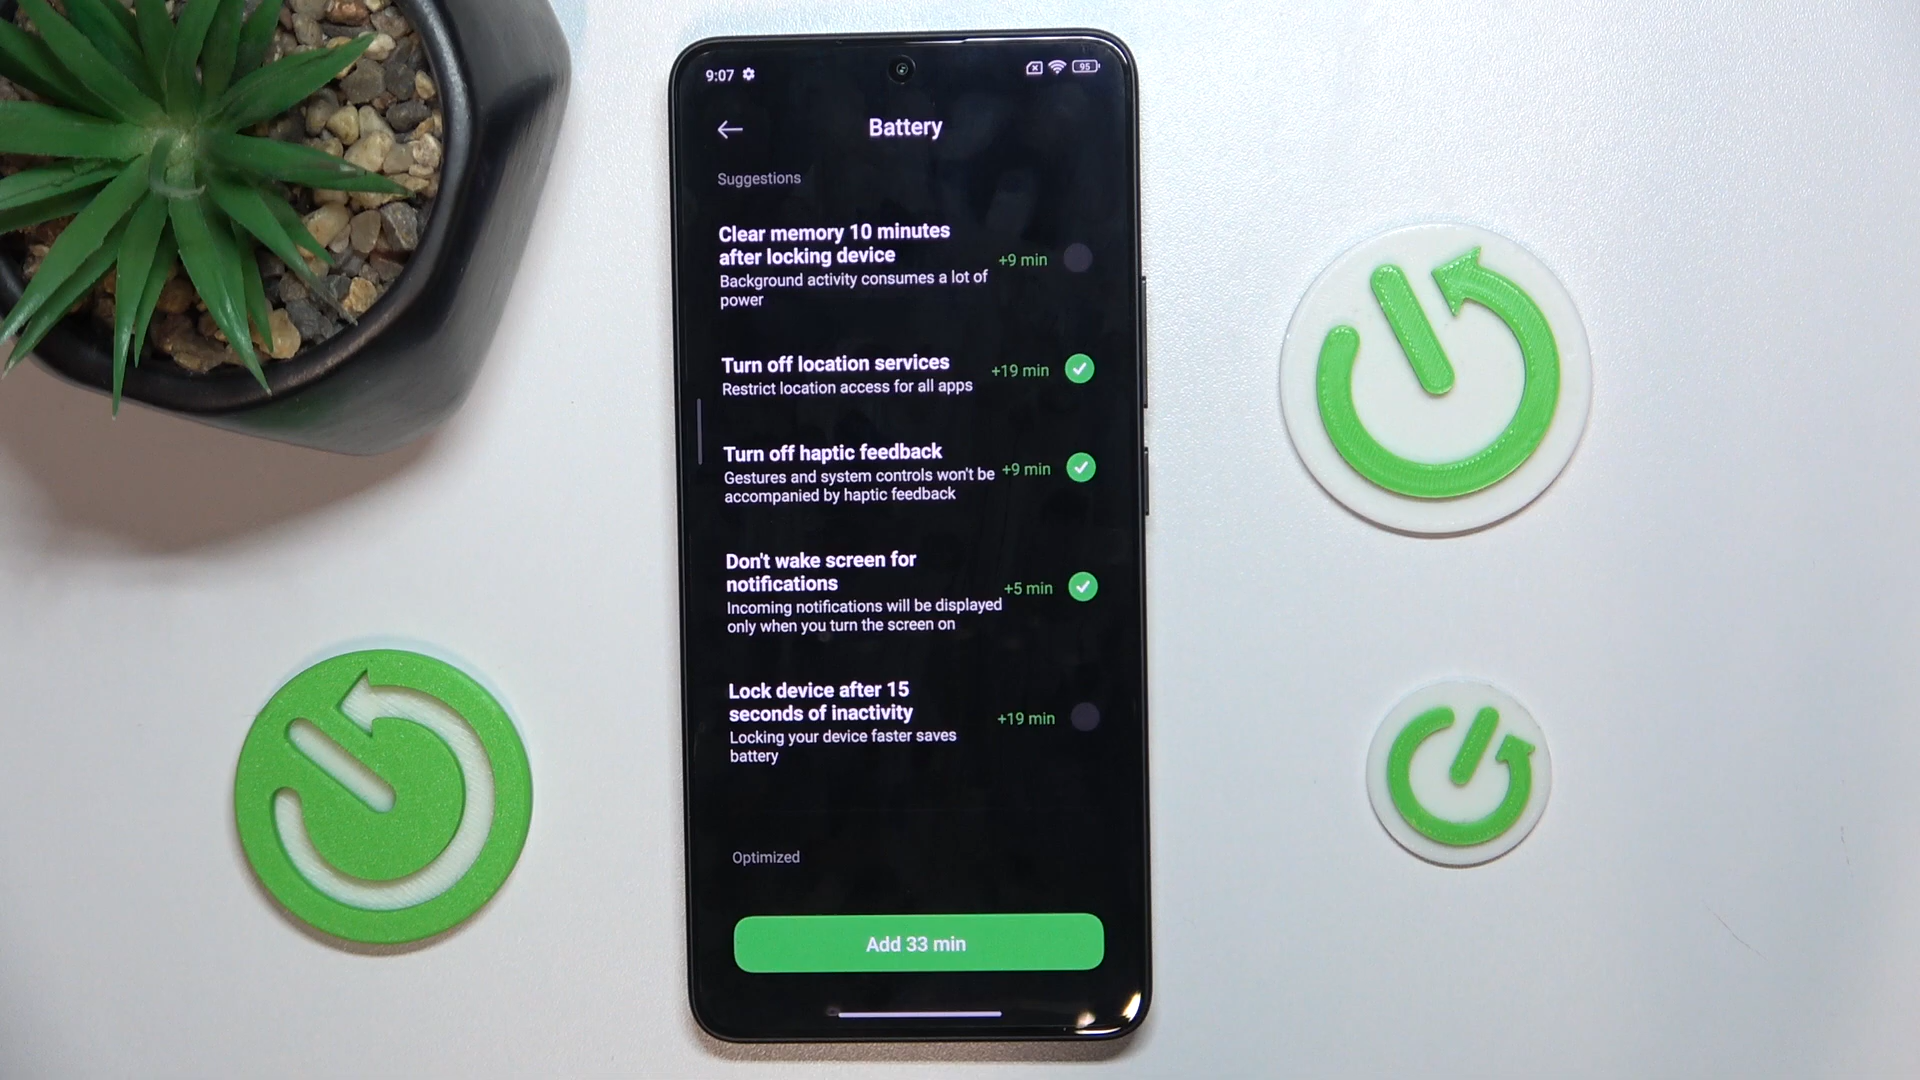 9:07
95
Battery
Suggestions
Clear memory 10 minutes
after locking device
+9 min
Background activity consumes a lot of
power
Turn off location services
+19 min
Restrict location access for all apps
Turn off haptic feedback
+9 min
Gestures and system controls won't be
accompanied by haptic feedback
Don't wake screen for
notifications
+5 min
Incoming notifications will be displayed
only when you turn the screen on
Lock device after 15
seconds of inactivity
+19 min
Locking your device faster saves
battery
Optimized
Add 33 min